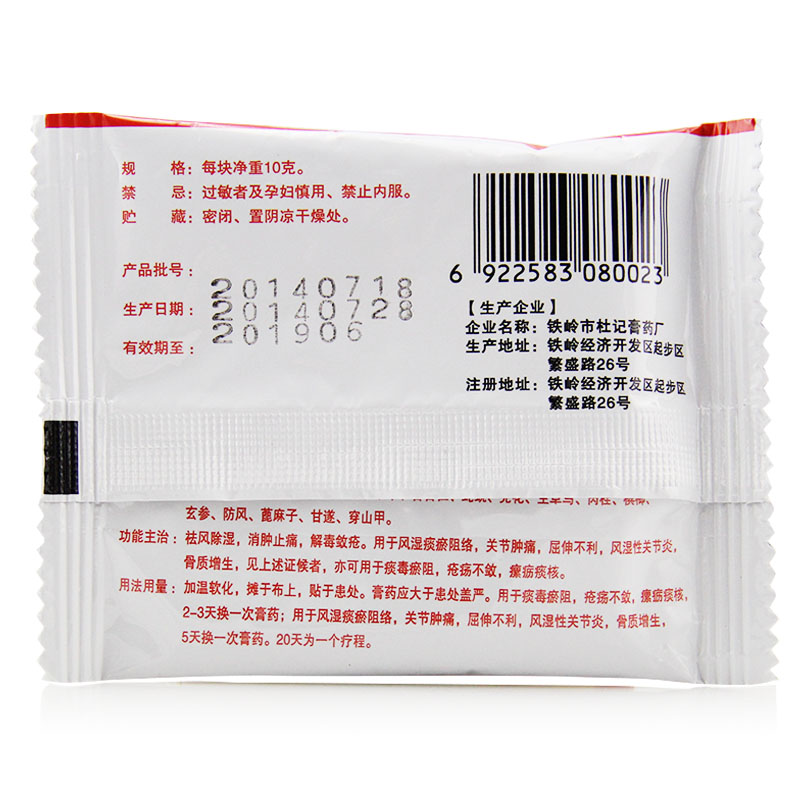 规 格：每块净重10克。
禁 忌：过敏者及孕妇慎用、禁止内服。
贮 藏：密闭、置阴凉干燥处。
产品批号：20140718
生产日期：20140728
有效期至：201906
6 922583 080023
【生产企业】
企业名称：铁岭市杜记膏药厂
生产地址：铁岭经济开发区起步区
繁盛路26号
注册地址：铁岭经济开发区起步区
繁盛路26号
玄参、防风、蓖麻子、甘遂、穿山甲。
功能主治：祛风除湿，消肿止痛，解毒敛疮。用于风湿痰瘀阻络，关节肿痛，屈伸不利，风湿性关节炎，
骨质增生，见上述证候者，亦可用于痰毒瘀阻，疮疡不敛，瘰疬痰核。
用法用量：加温软化，摊于布上，贴于患处。膏药应大于患处盖严。用于痰毒瘀阻，疮疡不敛，瘰疬痰核，
2-3天换一次膏药；用于风湿痰瘀阻络，关节肿痛，屈伸不利，风湿性关节炎，骨质增生，
5天换一次膏药。20天为一个疗程。